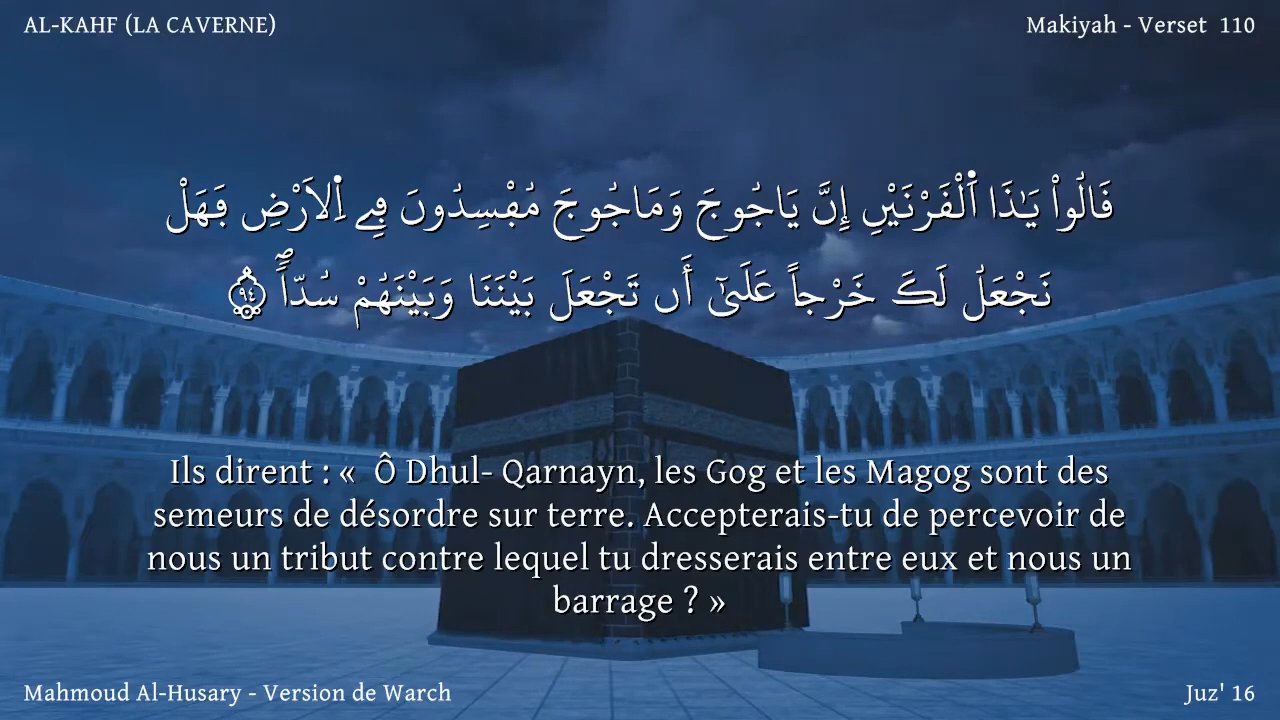 AL-KAHF (LA CAVERNE)
Makiyah - Verset 110
قَالُواْ يَٰذَا اَ۬لْقَرْنَيْنِ إِنَّ يَاجُوجَ وَمَاجُوجَ مُفْسِدُونَ فِے اِ۬لَارْضِ فَهَلْ
نَجْعَلُ لَكَ خَرْجاً عَلَىٰٓ أَن تَجْعَلَ بَيْنَنَا وَبَيْنَهُمْ سُدّاًۖ ٩٤
Ils dirent : « Ô Dhul- Qarnayn, les Gog et les Magog sont des
semeurs de désordre sur terre. Accepterais-tu de percevoir de
nous un tribut contre lequel tu dresserais entre eux et nous un
barrage ? »
Mahmoud Al-Husary - Version de Warch
Juz' 16